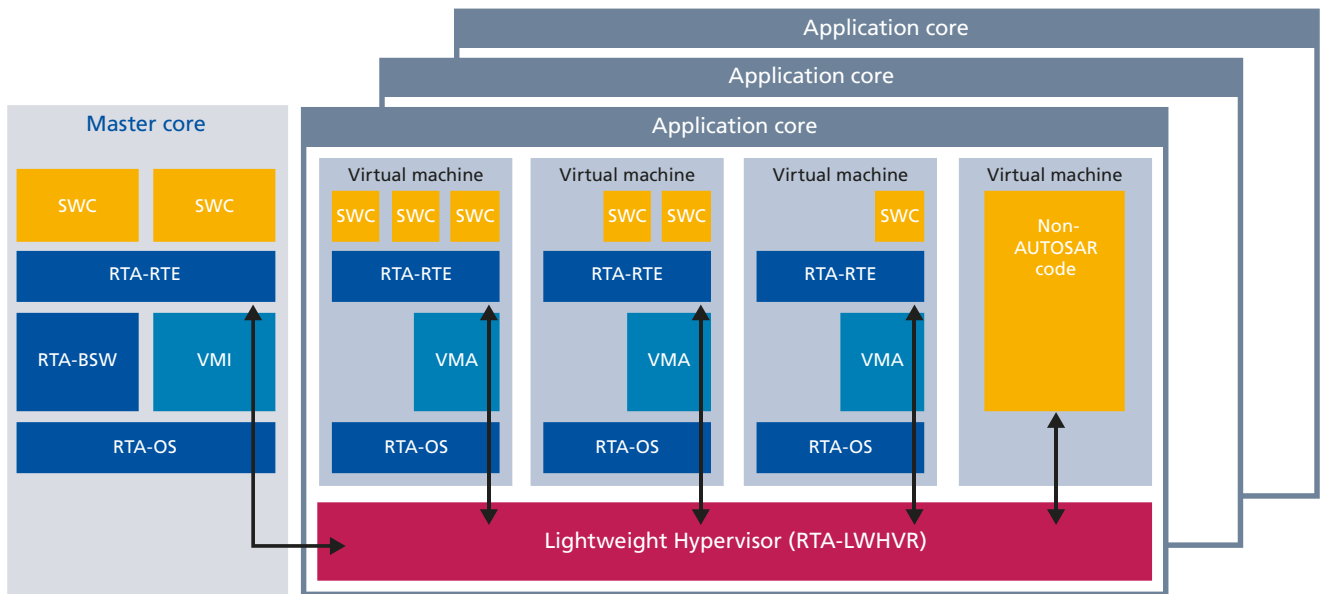 Application core
Application core
Application core
Master core
SWC
SWC
RTA-RTE
RTA-BSW
VMI
RTA-OS
Virtual machine
SWC
SWC
SWC
RTA-RTE
VMA
RTA-OS
Virtual machine
SWC
SWC
RTA-RTE
VMA
RTA-OS
Virtual machine
SWC
RTA-RTE
VMA
RTA-OS
Virtual machine
Non-
AUTOSAR
code
Lightweight Hypervisor (RTA-LWHVR)